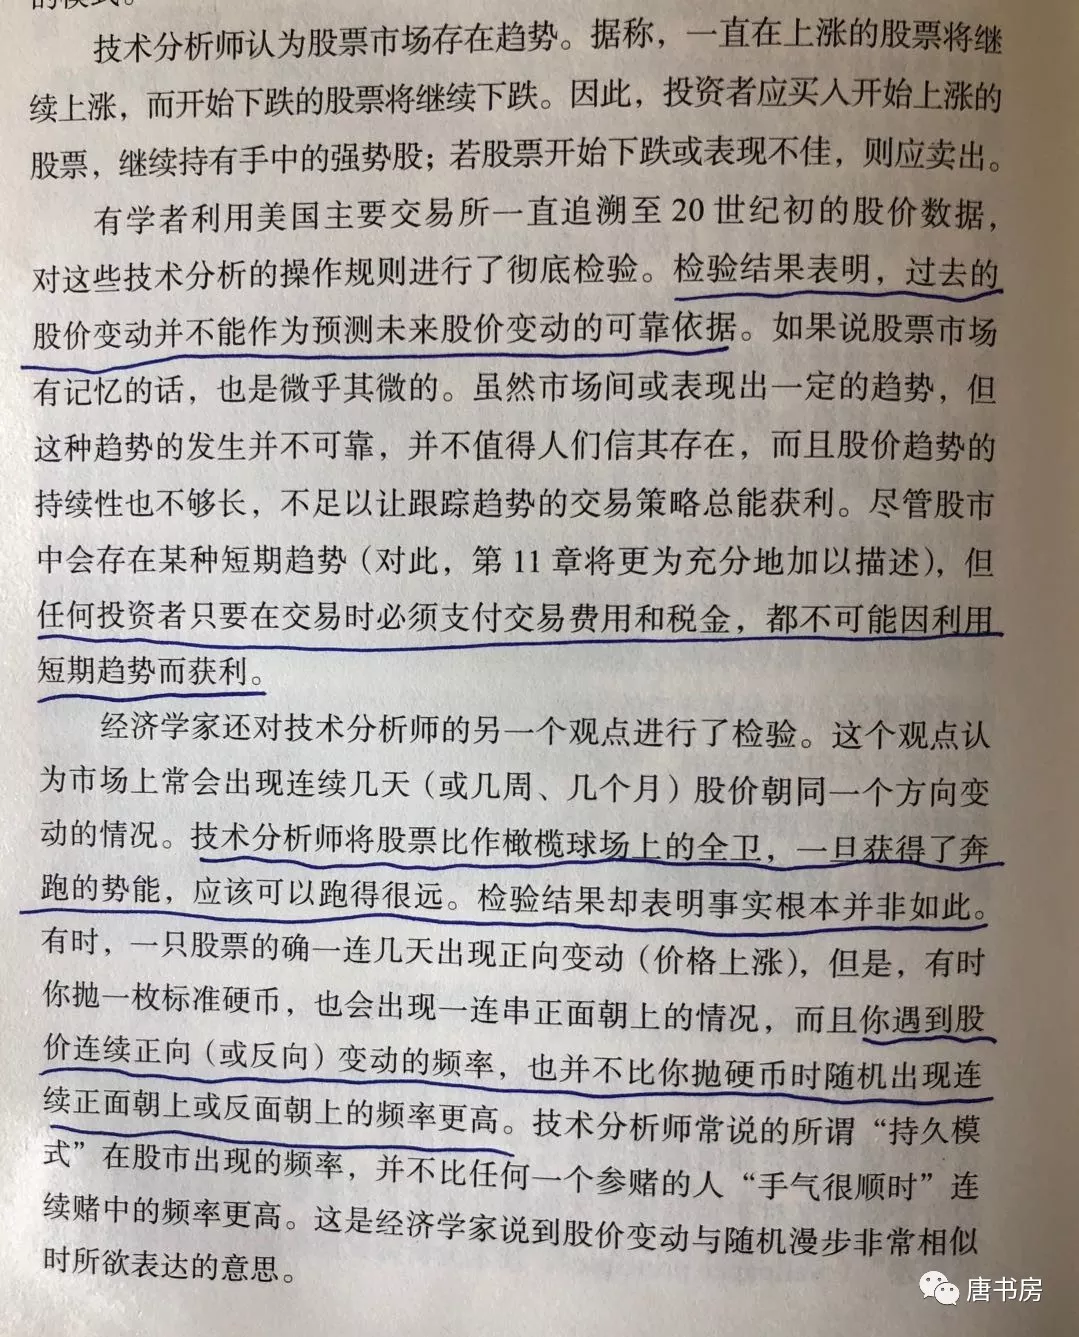 的模式。
技术分析师认为股票市场存在趋势。据称，一直在上涨的股票将继
续上涨，而开始下跌的股票将继续下跌。因此，投资者应买入开始上涨的
股票，继续持有手中的强势股；若股票开始下跌或表现不佳，则应卖出。
有学者利用美国主要交易所一直追溯至 20 世纪初的股价数据，
对这些技术分析的操作规则进行了彻底检验。检验结果表明，过去的
股价变动并不能作为预测未来股价变动的可靠依据。如果说股票市场
有记忆的话，也是微乎其微的。虽然市场间或表现出一定的趋势，但
这种趋势的发生并不可靠，并不值得人们信其存在，而且股价趋势的
持续性也不够长，不足以让跟踪趋势的交易策略总能获利。尽管股市
中会存在某种短期趋势（对此，第 11 章将更为充分地加以描述），但
任何投资者只要在交易时必须支付交易费用和税金，都不可能因利用
短期趋势而获利。
经济学家还对技术分析师的另一个观点进行了检验。这个观点认
为市场上常会出现连续几天（或几周、几个月）股价朝同一个方向变
动的情况。技术分析师将股票比作橄榄球场上的全卫，一旦获得了奔
跑的势能，应该可以跑得很远。检验结果却表明事实根本并非如此。
有时，一只股票的确一连几天出现正向变动（价格上涨），但是，有时
你抛一枚标准硬币，也会出现一连串正面朝上的情况，而且你遇到股
价连续正向（或反向）变动的频率，也并不比你抛硬币时随机出现连
续正面朝上或反面朝上的频率更高。技术分析师常说的所谓“持久模
式”在股市出现的频率，并不比任何一个参赌的人“手气很顺时”连
续赌中的频率更高。这是经济学家说到股价变动与随机漫步非常相似
时所欲表达的意思。
唐书房